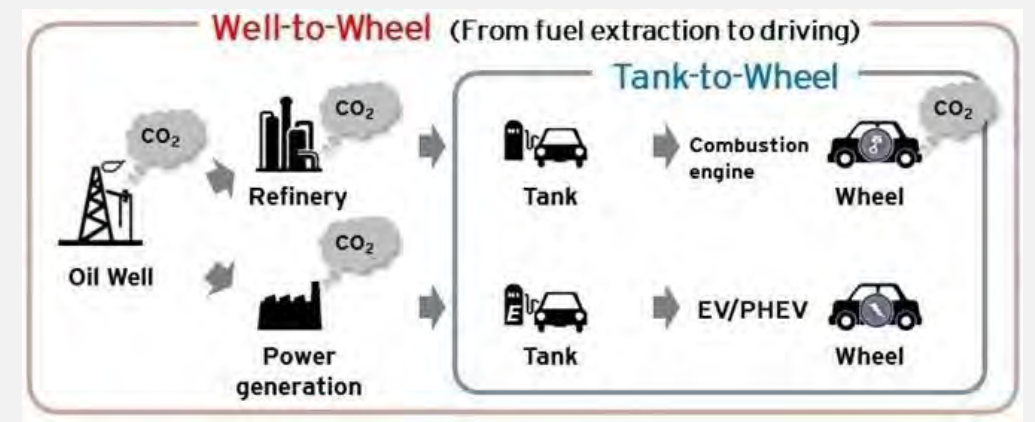 Well-to-Wheel (From fuel extraction to driving)
Tank-to-Wheel
CO₂
CO₂
CO₂
Refinery
Tank
Combustion
engine
Wheel
Oil Well
CO₂
E
Power
generation
Tank
EV/PHEV
Wheel